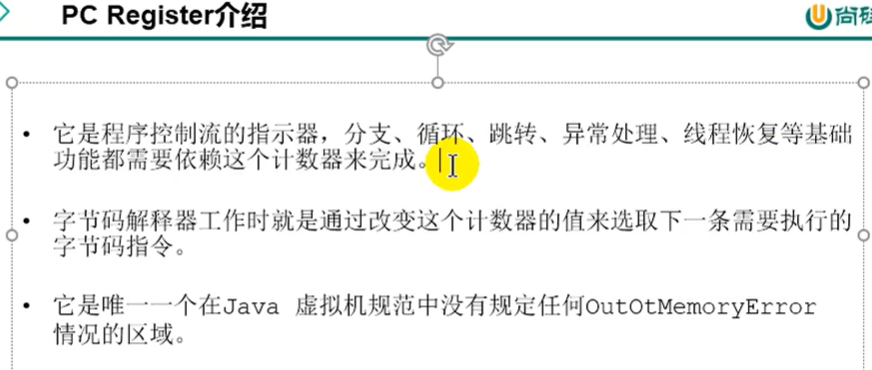 PC Register介绍
尚硅
• 它是程序控制流的指示器，分支、循环、跳转、异常处理、线程恢复等基础
功能都需要依赖这个计数器来完成。
• 字节码解释器工作时就是通过改变这个计数器的值来选取下一条需要执行的
字节码指令。
• 它是唯一一个在Java 虚拟机规范中没有规定任何OutOtMemoryError
情况的区域。